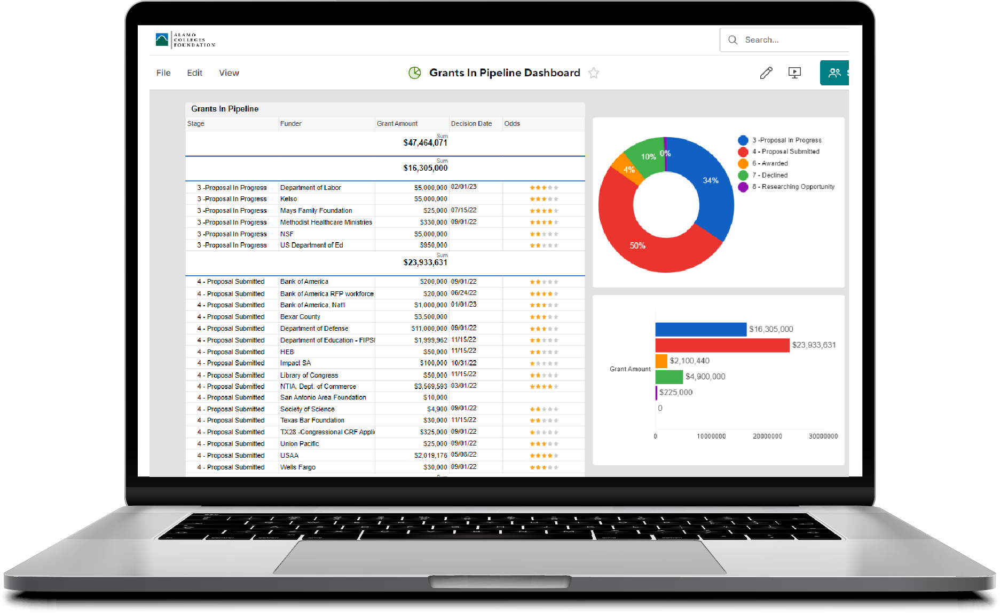 ALAMO
COLLEGES
FOUNDATION
Search...
File Edit View
Grants In Pipeline Dashboard
Grants In Pipeline
Stage Funder Grant Amount Decision Date Odds
Sum
$47,464,071
Sum
$16,305,000
3 -Proposal In Progress Department of Labor $5,000,000 02/01/23
3 -Proposal In Progress Kelso $5,000,000
3 -Proposal In Progress Mays Family Foundation $25,000 07/15/22
3 -Proposal In Progress Methodist Healthcare Ministries $330,000 09/01/22
3 -Proposal In Progress NSF $5,000,000
3 -Proposal In Progress US Department of Ed $950,000
Sum
$23,933,631
4 - Proposal Submitted Bank of America $200,000 09/01/22
4 - Proposal Submitted Bank of America RFP workforce $20,000 06/24/22
4 - Proposal Submitted Bank of America, Nat'l $1,000,000 01/01/23
4 - Proposal Submitted Bexar County $3,500,000
4 - Proposal Submitted Department of Defense $11,000,000 09/01/22
4 - Proposal Submitted Department of Education - FIPS $1,999,962 11/15/22
4 - Proposal Submitted HEB $50,000 11/15/22
4 - Proposal Submitted Impact SA $100,000 10/31/22
4 - Proposal Submitted Library of Congress $50,000 11/15/22
4 - Proposal Submitted NTIA, Dept. of Commerce $3,569,593 03/01/22
4 - Proposal Submitted San Antonio Area Foundation $10,000
4 - Proposal Submitted Society of Science $4,900 09/01/22
4 - Proposal Submitted Texas Bar Foundation $30,000 11/15/22
4 - Proposal Submitted TX28 -Congressional CRF Appli $325,000 09/01/22
4 - Proposal Submitted Union Pacific $25,000 09/01/22
4 - Proposal Submitted USAA $2,019,176 05/08/22
4 - Proposal Submitted Wells Fargo $30,000 09/01/22
34%
50%
4%
10%
0%
3 -Proposal In Progress
4 - Proposal Submitted
6 - Awarded
7 - Declined
8 - Researching Opportunity
$16,305,000
$23,933,631
$2,100,440
Grant Amount
$4,900,000
$225,000
0
0 10000000 20000000 30000000